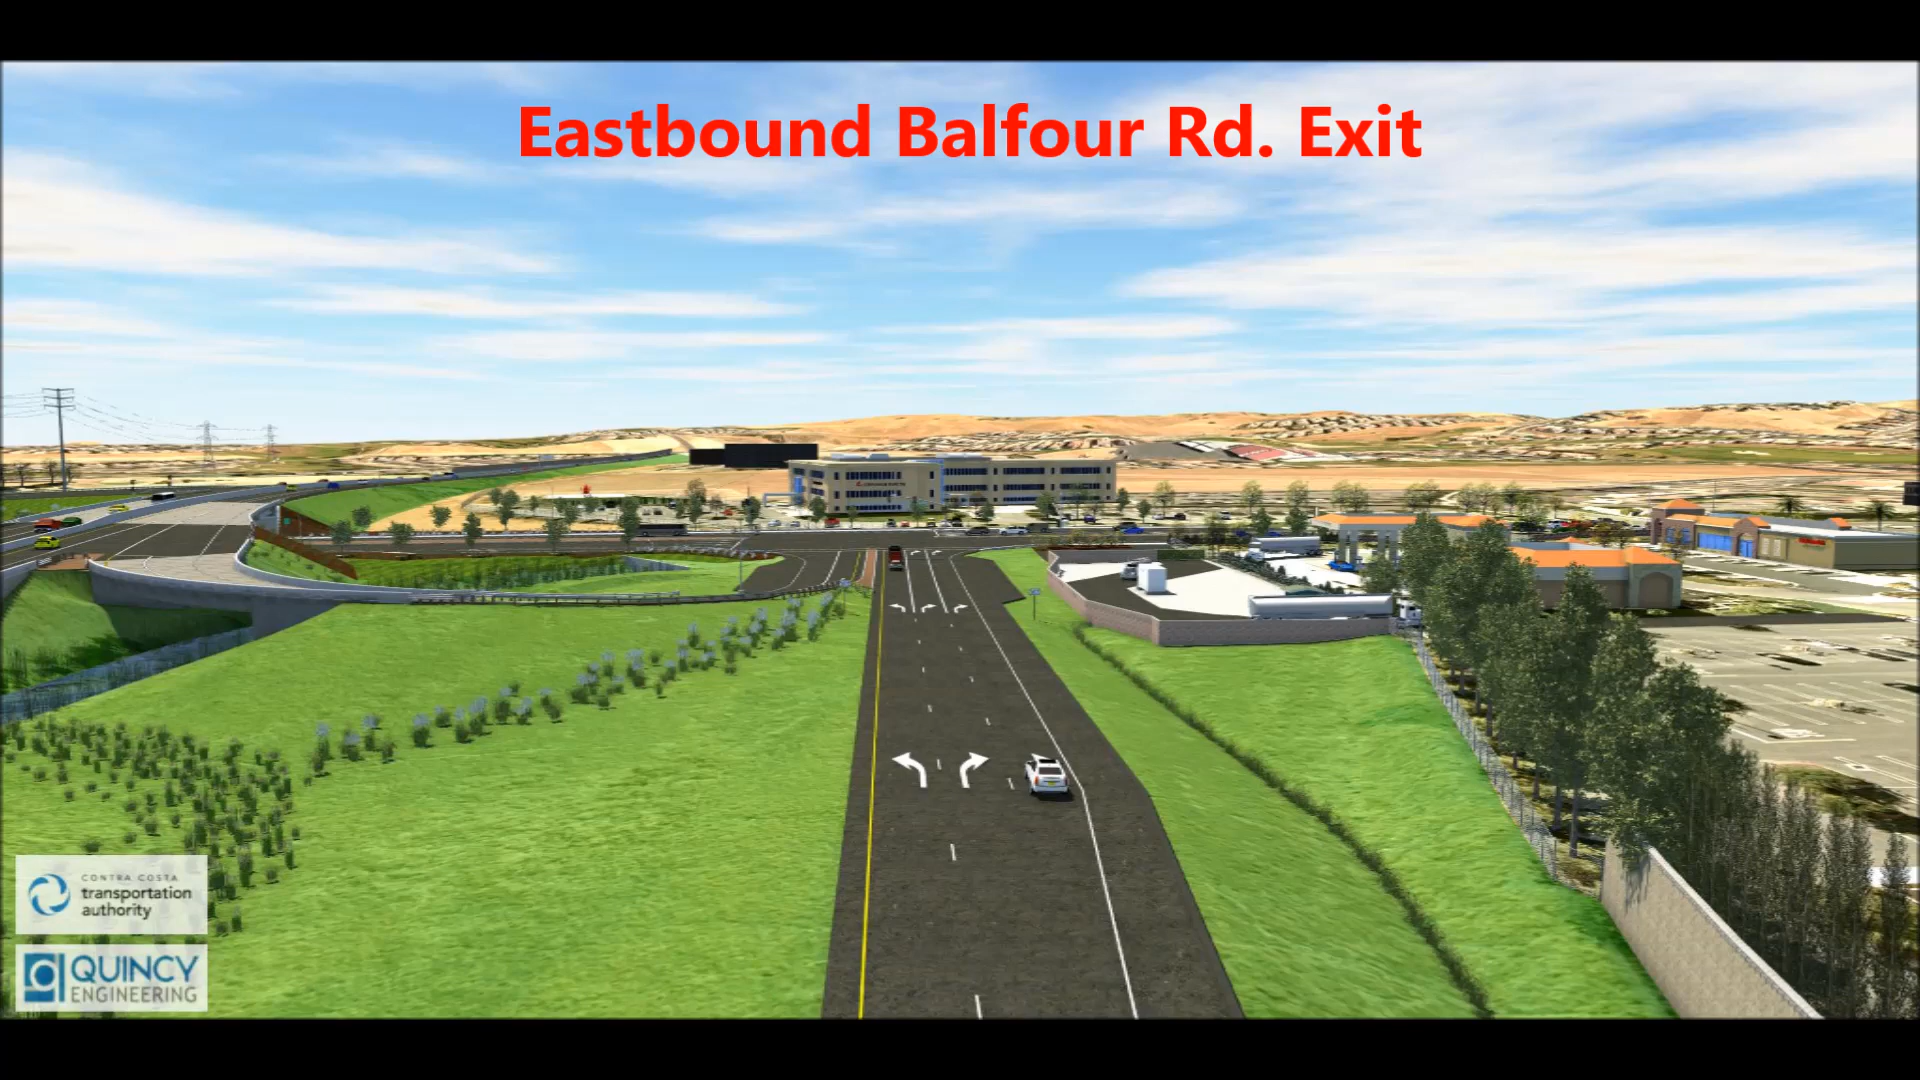 Eastbound Balfour Rd. Exit
CONTRA COSTA
transportation
authority
QUINCY
ENGINEERING